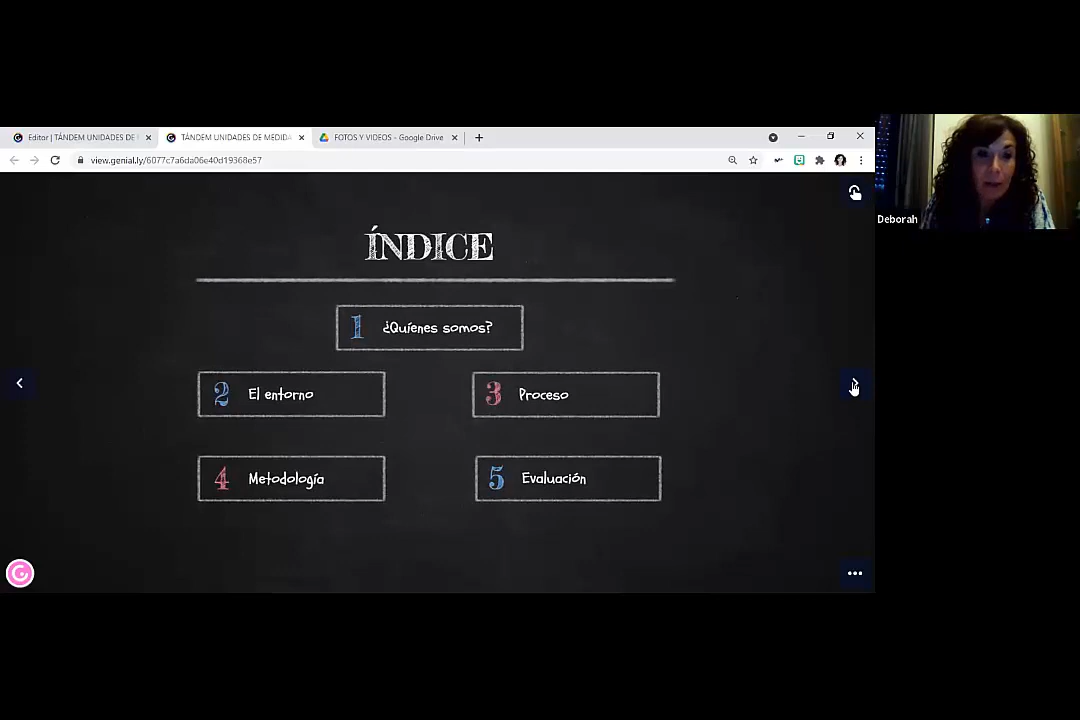 Editor | TÁNDEM UNIDADES DE
TÁNDEM UNIDADES DE MEDIDA
FOTOS Y VIDEOS - Google Drive
view.genial.ly/6077c7a6da06e40d19368e57
Deborah
ÍNDICE
1 ¿Quíenes somos?
2 El entorno
3 Proceso
4 Metodología
5 Evaluación